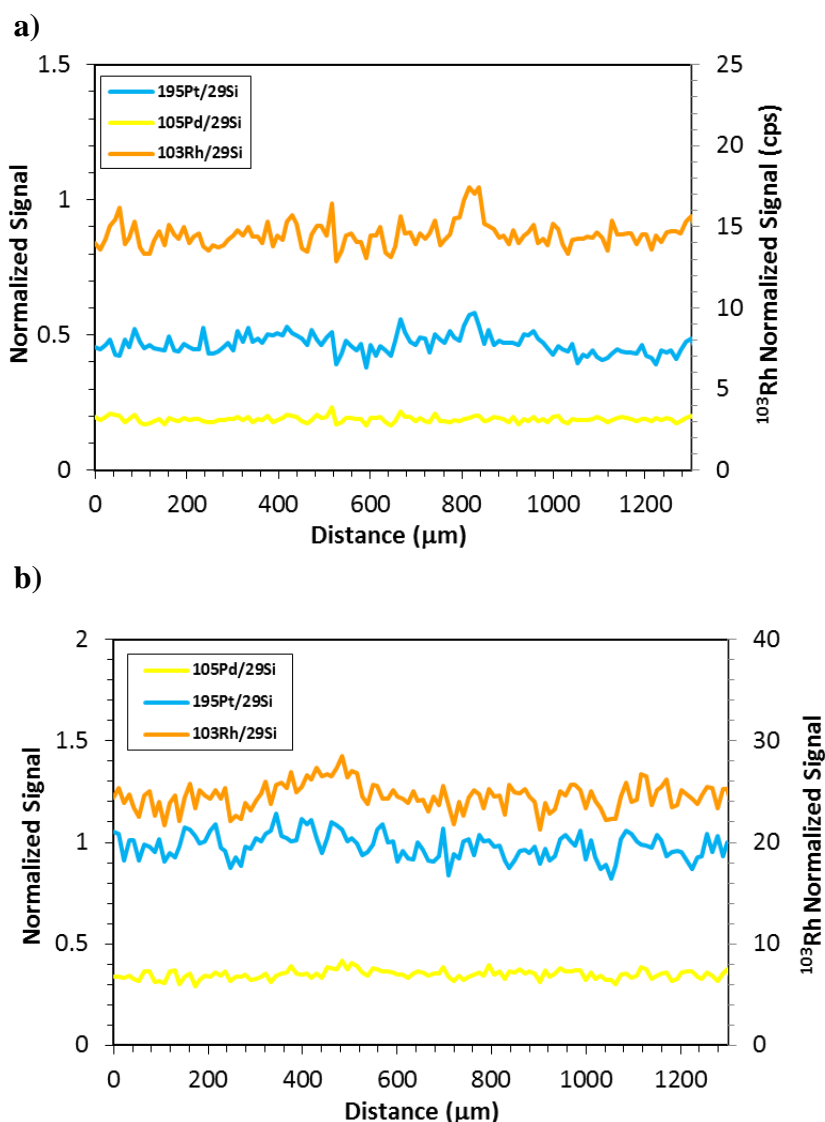 a)
1.5
1
0.5
0
25
20
15
10
5
0
195Pt/29Si
105Pd/29Si
103Rh/29Si
Normalized Signal
¹⁰³Rh Normalized Signal (cps)
0 200 400 600 800 1000 1200
Distance (µm)
b)
2
1.5
1
0.5
0
40
30
20
10
0
105Pd/29Si
195Pt/29Si
103Rh/29Si
Normalized Signal
¹⁰³Rh Normalized Signal
0 200 400 600 800 1000 1200
Distance (µm)